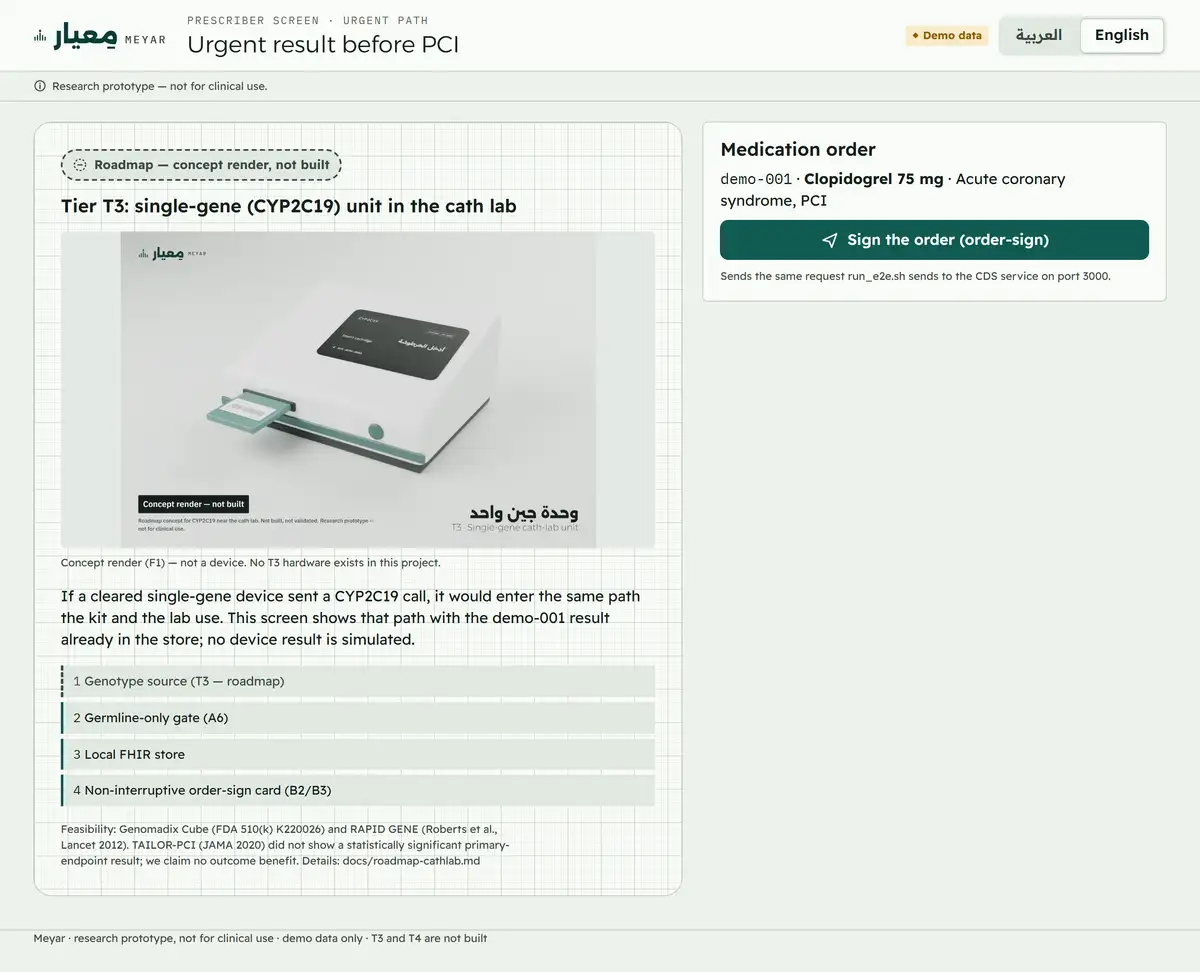 مِعيار MEYAR
PRESCRIBER SCREEN · URGENT PATH
Urgent result before PCI
Demo data
العربية
English
Research prototype — not for clinical use.
Roadmap — concept render, not built
Tier T3: single-gene (CYP2C19) unit in the cath lab
مِعيار MEYAR
أدخل الخرطوشة
Concept render — not built
Roadmap concept for CYP2C19 near the cath lab. Not built, not validated. Research prototype —
not for clinical use.
وحدة جين واحد
T3 Single-gene cath-lab unit
Concept render (F1) — not a device. No T3 hardware exists in this project.
If a cleared single-gene device sent a CYP2C19 call, it would enter the same path
the kit and the lab use. This screen shows that path with the demo-001 result
already in the store; no device result is simulated.
1 Genotype source (T3 — roadmap)
2 Germline-only gate (A6)
3 Local FHIR store
4 Non-interruptive order-sign card (B2/B3)
Feasibility: Genomadix Cube (FDA 510(k) K220026) and RAPID GENE (Roberts et al.,
Lancet 2012). TAILOR-PCI (JAMA 2020) did not show a statistically significant primary-
endpoint result; we claim no outcome benefit. Details: docs/roadmap-cathlab.md
Medication order
demo-001 · Clopidogrel 75 mg · Acute coronary
syndrome, PCI
Sign the order (order-sign)
Sends the same request run_e2e.sh sends to the CDS service on port 3000.
Meyar · research prototype, not for clinical use · demo data only · T3 and T4 are not built